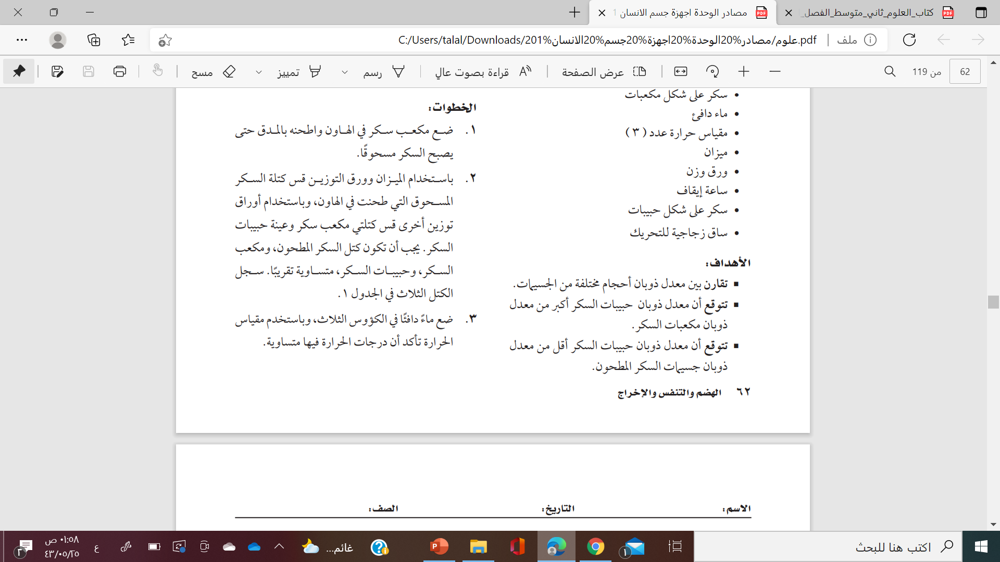 كتاب_العلوم_ثاني_متوسط_الفصل_
مصادر الوحدة اجهزة جسم الانسان 1
ملف
C:/Users/talal/Downloads/علوم/مصادر%20الوحدة%20اجهزة%20جسم%20الانسان%201.pdf
62
من 119
عرض الصفحة
قراءة بصوت عالٍ
رسم
تمييز
مسح
• سكر على شكل مكعبات
• ماء دافئ
• مقياس حرارة عدد ( ٣ )
• ميزان
• ورق وزن
• ساعة إيقاف
• سكر على شكل حبيبات
• ساق زجاجية للتحريك
الأهداف:
■ تقارن بين معدل ذوبان أحجام مختلفة من الجسيمات.
■ تتوقع أن معدل ذوبان حبيبات السكر أكبر من معدل
ذوبان مكعبات السكر.
■ تتوقع أن معدل ذوبان حبيبات السكر أقل من معدل
ذوبان جسيمات السكر المطحون.
الخطوات:
١. ضع مكعب سكر في الهاون واطحنه بالمدق حتى
يصبح السكر مسحوقًا.
٢. باستخدام الميزان وورق التوزين قس كتلة السكر
المسحوق التي طحنت في الهاون، وباستخدام أوراق
توزين أخرى قس كتلتي مكعب سكر وعينة حبيبات
السكر. يجب أن تكون كتل السكر المطحون، ومكعب
السكر، وحبيبات السكر، متساوية تقريبًا. سجل
الكتل الثلاث في الجدول ١.
٣. ضع ماءً دافئًا في الكؤوس الثلاث، وباستخدم مقياس
الحرارة تأكد أن درجات الحرارة فيها متساوية.
٦٢ الهضم والتنفس والإخراج
الاسم: التاريخ: الصف:
اكتب هنا للبحث
١
غائم...
ع
٠١:٥٨ ص
٤٣/٠٥/٢٥
٣